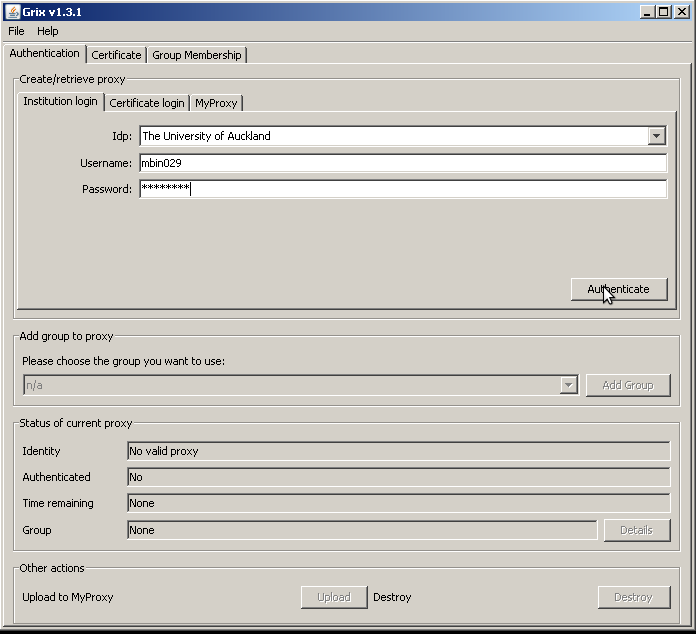 Grix v1.3.1
File Help
Authentication Certificate Group Membership
Create/retrieve proxy
Institution login Certificate login MyProxy
Idp: The University of Auckland
Username: mbin029
Password: ********
Authenticate
Add group to proxy
Please choose the group you want to use:
n/a Add Group
Status of current proxy
Identity No valid proxy
Authenticated No
Time remaining None
Group None Details
Other actions
Upload to MyProxy Upload Destroy Destroy